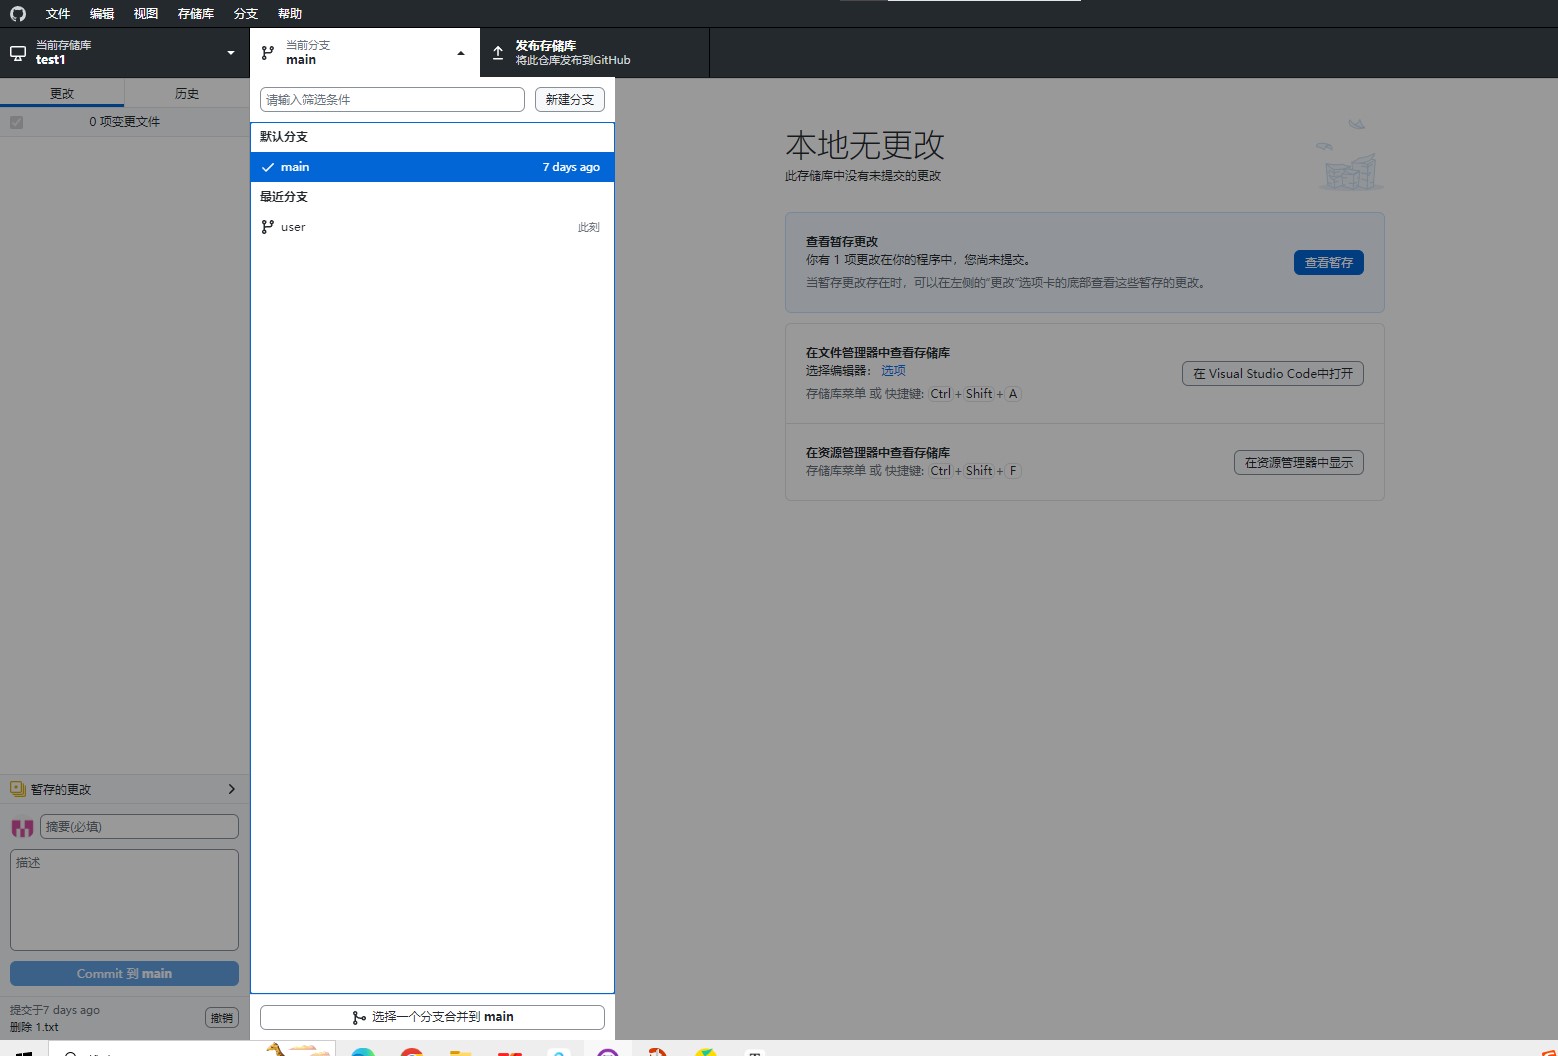 文件 编辑 视图 存储库 分支 帮助
当前存储库
test1
当前分支
main
发布存储库
将此仓库发布到GitHub
更改 历史
0 项变更文件
请输入筛选条件 新建分支
默认分支
main 7 days ago
最近分支
user 此刻
选择一个分支合并到 main
本地无更改
此存储库中没有未提交的更改
查看暂存更改
你有 1 项更改在你的程序中，您尚未提交。
当暂存更改存在时，可以在左侧的“更改”选项卡的底部查看这些暂存的更改。
查看暂存
在文件管理器中查看存储库
选择编辑器： 选项
存储库菜单 或 快捷键: Ctrl + Shift + A
在 Visual Studio Code中打开
在资源管理器中查看存储库
存储库菜单 或 快捷键: Ctrl + Shift + F
在资源管理器中显示
暂存的更改
摘要(必填)
描述
Commit 到 main
提交于7 days ago
删除 1.txt
撤销